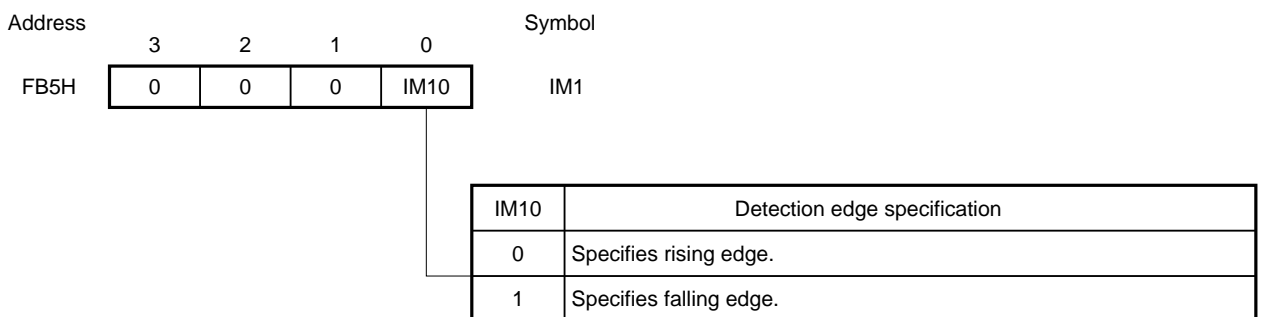 Address Symbol
3 2 1 0
FB5H 0 0 0 IM10 IM1
IM10 Detection edge specification
0 Specifies rising edge.
1 Specifies falling edge.